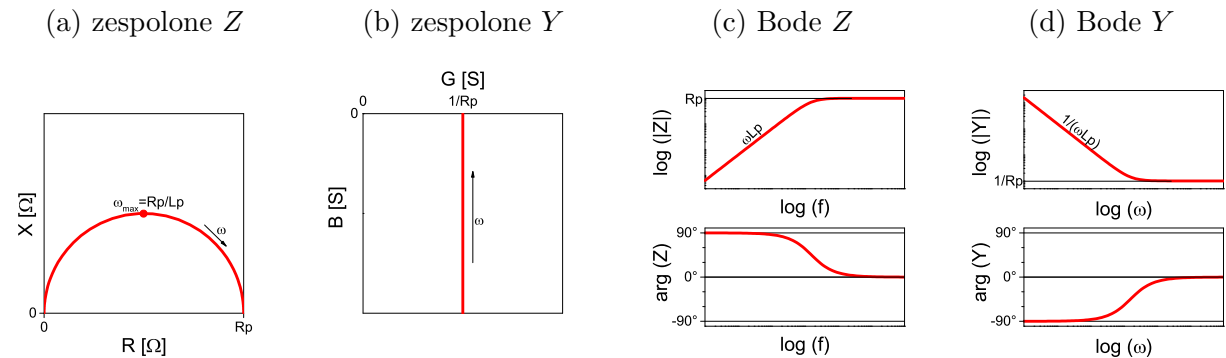 (a) zespolone Z
(b) zespolone Y
(c) Bode Z
(d) Bode Y
X [Ω]
ω_max=Rp/Lp
ω
0
0
Rp
R [Ω]
G [S]
0
1/Rp
0
B [S]
ω
log (|Z|)
Rp
ωLp
log (f)
arg (Z)
90°
0°
-90°
log (f)
log (|Y|)
1/(ωLp)
1/Rp
log (ω)
arg (Y)
90°
0°
-90°
log (ω)